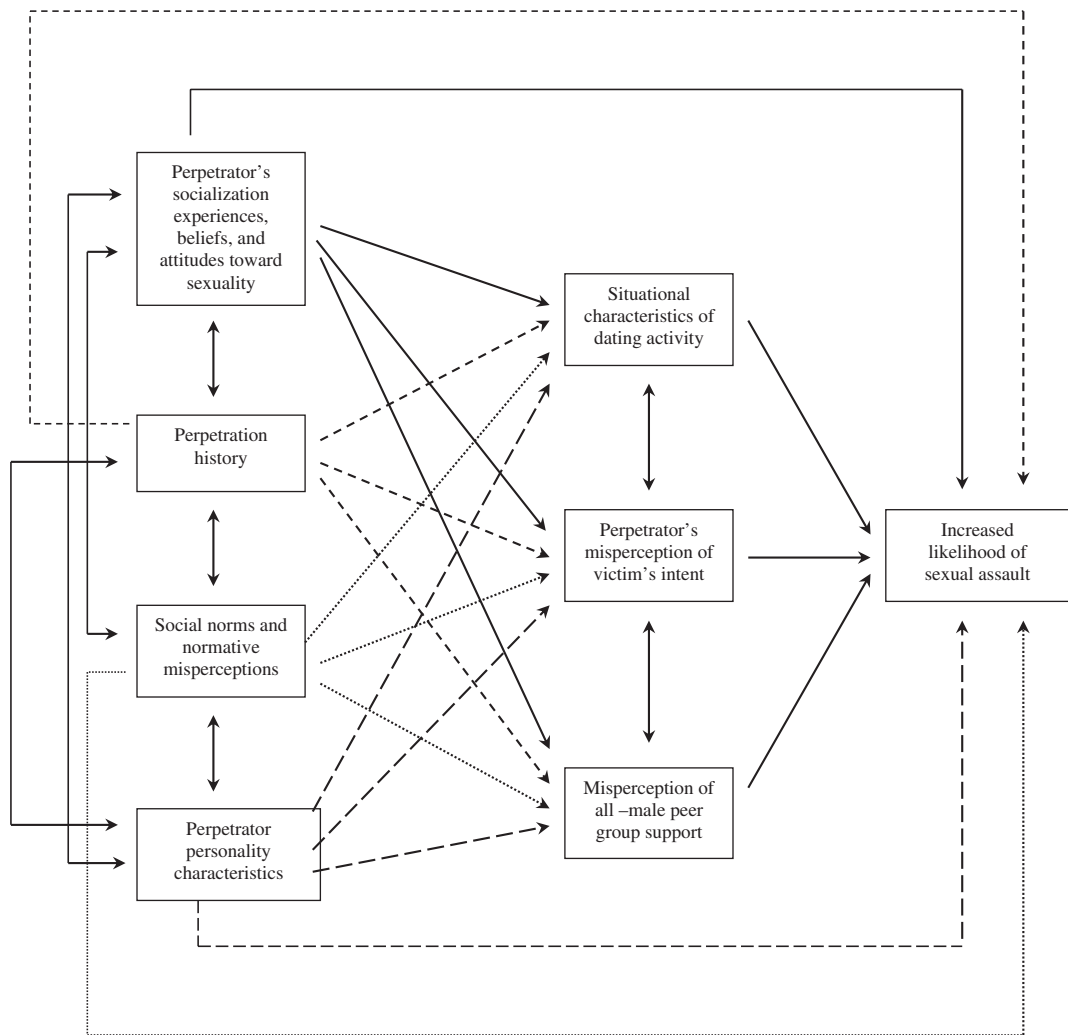 Perpetrator's
socialization
experiences,
beliefs, and
attitudes toward
sexuality
Situational
characteristics of
dating activity
Perpetration
history
Perpetrator's
misperception of
victim's intent
Increased
likelihood of
sexual assault
Social norms and
normative
misperceptions
Misperception of
all –male peer
group support
Perpetrator
personality
characteristics